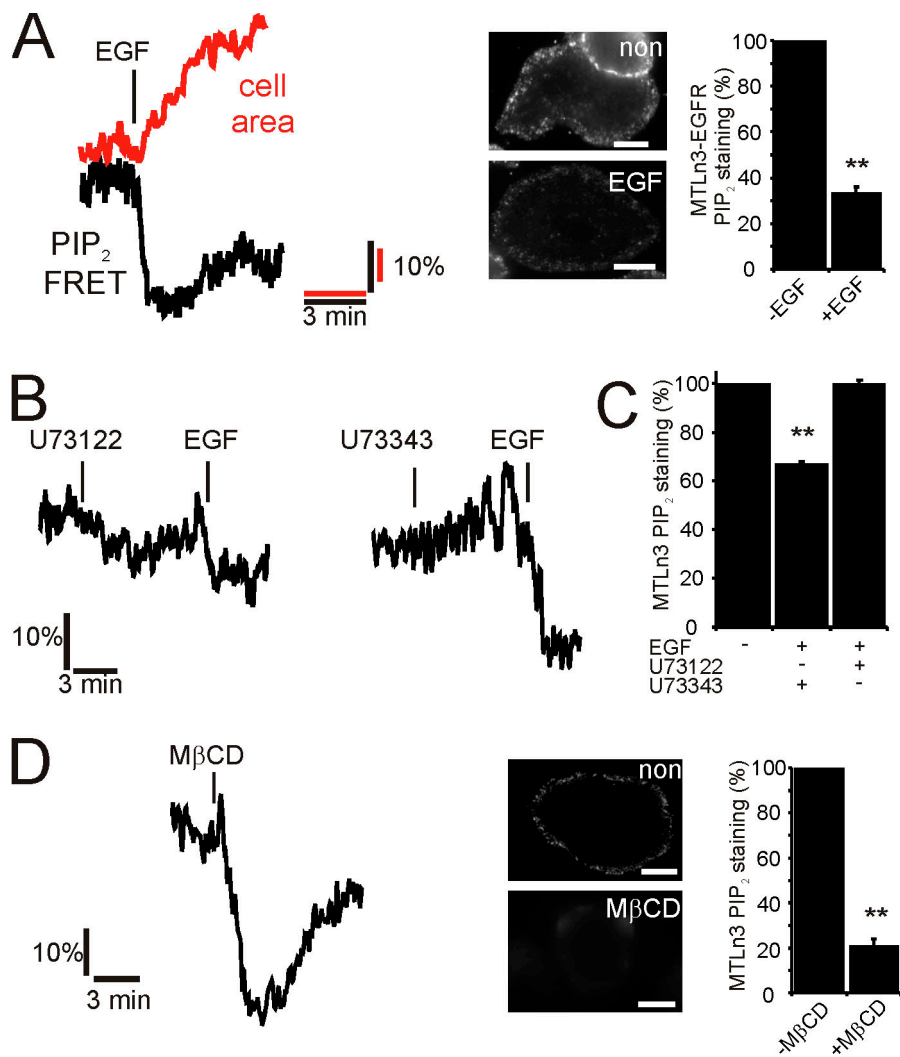 A
EGF
cell
area
PIP₂
FRET
10%
3 min
non
EGF
MTLn3-EGFR
PIP₂ staining (%)
100
80
60
40
20
0
**
-EGF
+EGF
B
U73122
EGF
U73343
EGF
10%
3 min
C
MTLn3 PIP₂ staining (%)
100
80
60
40
20
0
**
EGF - + +
U73122 - +
U73343 + -
D
MβCD
10%
3 min
non
MβCD
MTLn3 PIP₂ staining (%)
100
80
60
40
20
0
**
-MβCD
+MβCD